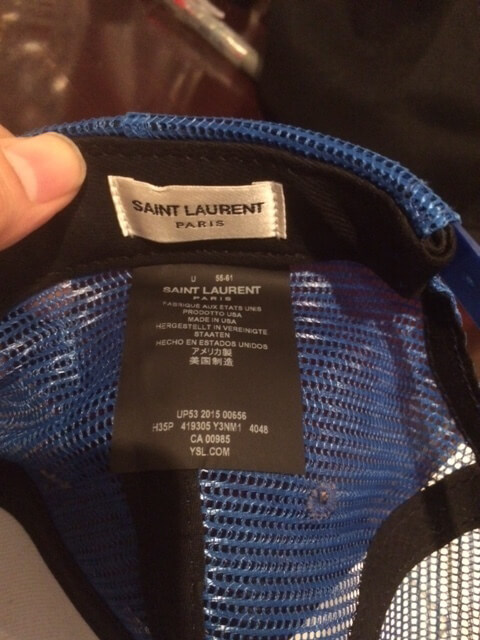 SAINT LAURENT
PARIS
U 55-61
SAINT LAURENT
PARIS
FABRIQUE AUX ETATS UNIS
PRODOTTO USA
MADE IN USA
HERGESTELLT IN VEREINIGTE
STAATEN
HECHO EN ESTADOS UNIDOS
アメリカ製
美国制造
UP53 2015 00656
H35P 419305 Y3NM1 4048
CA 00985
YSL.COM